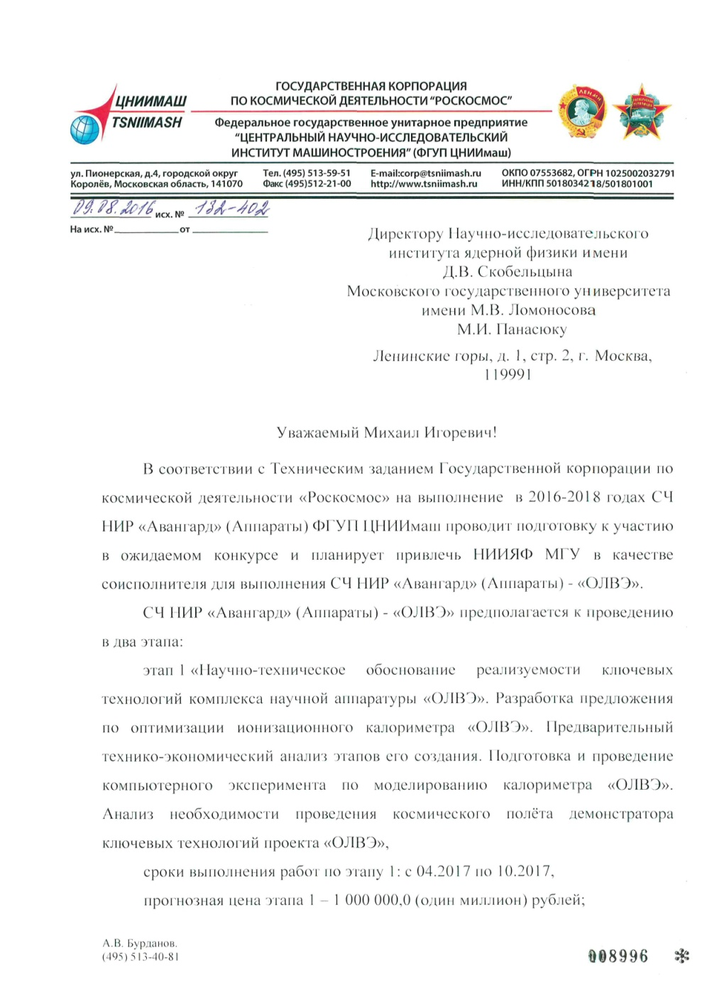 ЦНИИМАШ
TSNIIMASH
ГОСУДАРСТВЕННАЯ КОРПОРАЦИЯ
ПО КОСМИЧЕСКОЙ ДЕЯТЕЛЬНОСТИ “РОСКОСМОС”
Федеральное государственное унитарное предприятие
“ЦЕНТРАЛЬНЫЙ НАУЧНО-ИССЛЕДОВАТЕЛЬСКИЙ
ИНСТИТУТ МАШИНОСТРОЕНИЯ” (ФГУП ЦНИИмаш)
ЛЕНИН
ул. Пионерская, д.4, городской округ
Королёв, Московская область, 141070
Тел. (495) 513-59-51
Факс (495)512-21-00
E-mail:corp@tsniimash.ru
http://www.tsniimash.ru
ОКПО 07553682, ОГРН 1025002032791
ИНН/КПП 5018034218/501801001
09.08.2016 исх. № 132-402
На исх. № от
Директору Научно-исследовательского
института ядерной физики имени
Д.В. Скобельцына
Московского государственного университета
имени М.В. Ломоносова
М.И. Панасюку
Ленинские горы, д. 1, стр. 2, г. Москва,
119991
Уважаемый Михаил Игоревич!
В соответствии с Техническим заданием Государственной корпорации по
космической деятельности «Роскосмос» на выполнение в 2016-2018 годах СЧ
НИР «Авангард» (Аппараты) ФГУП ЦНИИмаш проводит подготовку к участию
в ожидаемом конкурсе и планирует привлечь НИИЯФ МГУ в качестве
соисполнителя для выполнения СЧ НИР «Авангард» (Аппараты) - «ОЛВЭ».
СЧ НИР «Авангард» (Аппараты) - «ОЛВЭ» предполагается к проведению
в два этапа:
этап 1 «Научно-техническое обоснование реализуемости ключевых
технологий комплекса научной аппаратуры «ОЛВЭ». Разработка предложения
по оптимизации ионизационного калориметра «ОЛВЭ». Предварительный
технико-экономический анализ этапов его создания. Подготовка и проведение
компьютерного эксперимента по моделированию калориметра «ОЛВЭ».
Анализ необходимости проведения космического полёта демонстратора
ключевых технологий проекта «ОЛВЭ»,
сроки выполнения работ по этапу 1: с 04.2017 по 10.2017,
прогнозная цена этапа 1 – 1 000 000,0 (один миллион) рублей;
А.В. Бурданов.
(495) 513-40-81
008996